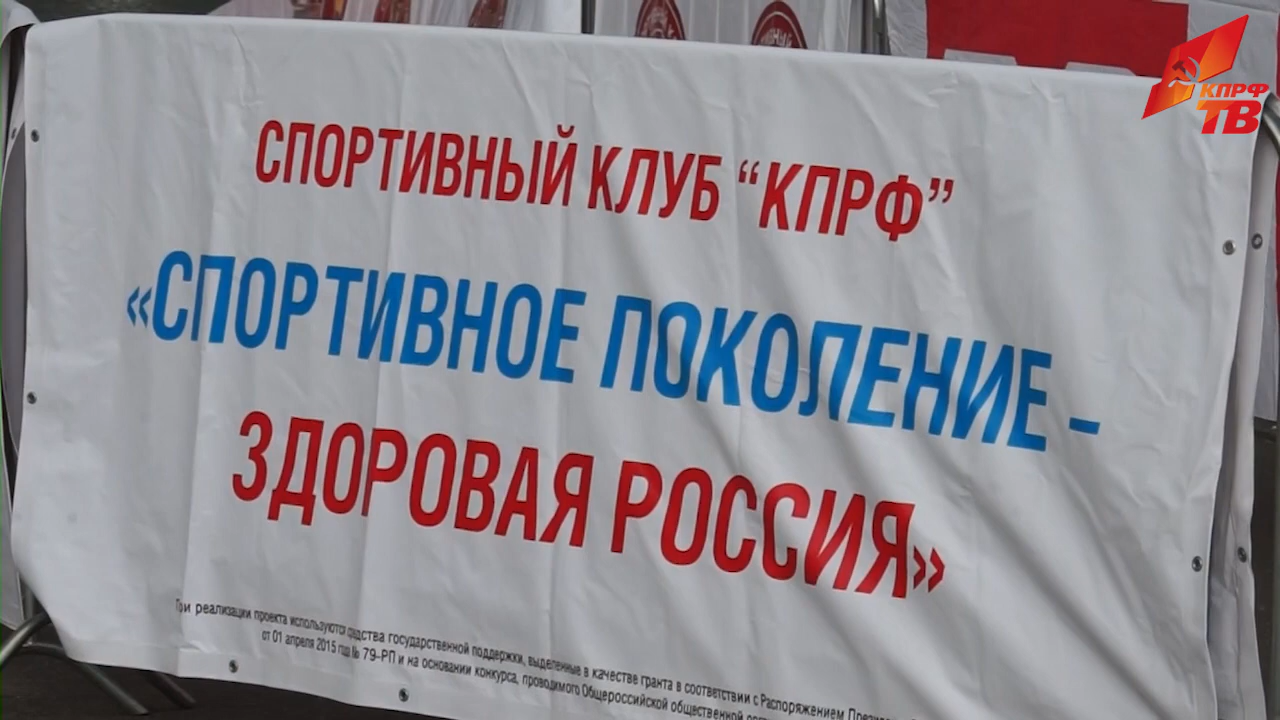 КПРФ
ТВ
СПОРТИВНЫЙ КЛУБ “КПРФ”
«СПОРТИВНОЕ ПОКОЛЕНИЕ –
ЗДОРОВАЯ РОССИЯ»
При реализации проекта используются средства государственной поддержки, выделенные в качестве гранта в соответствии с Распоряжением
от 01 апреля 2015 год № 79-РП и на основании конкурса, проводимого Общероссийской общественной